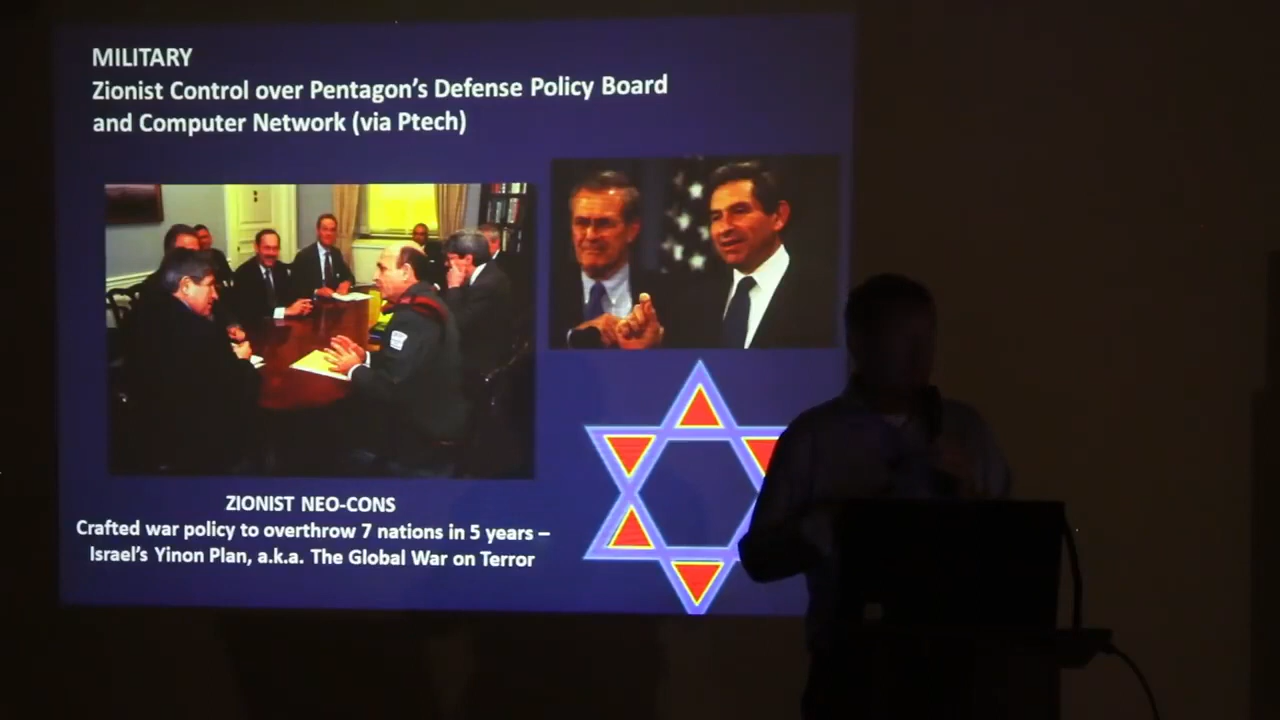 MILITARY
Zionist Control over Pentagon's Defense Policy Board
and Computer Network (via Ptech)
ZIONIST NEO-CONS
Crafted war policy to overthrow 7 nations in 5 years –
Israel's Yinon Plan, a.k.a. The Global War on Terror